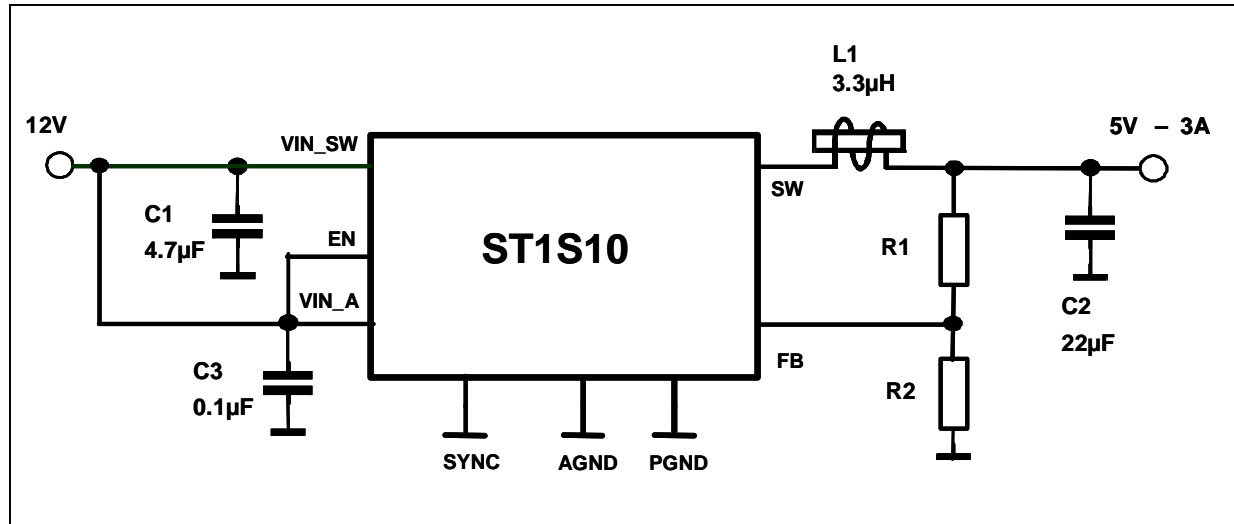 L1
3.3µH
12V
5V – 3A
VIN_SW
SW
C1
4.7µF
EN
ST1S10
R1
VIN_A
C2
22µF
FB
C3
0.1µF
R2
SYNC
AGND
PGND